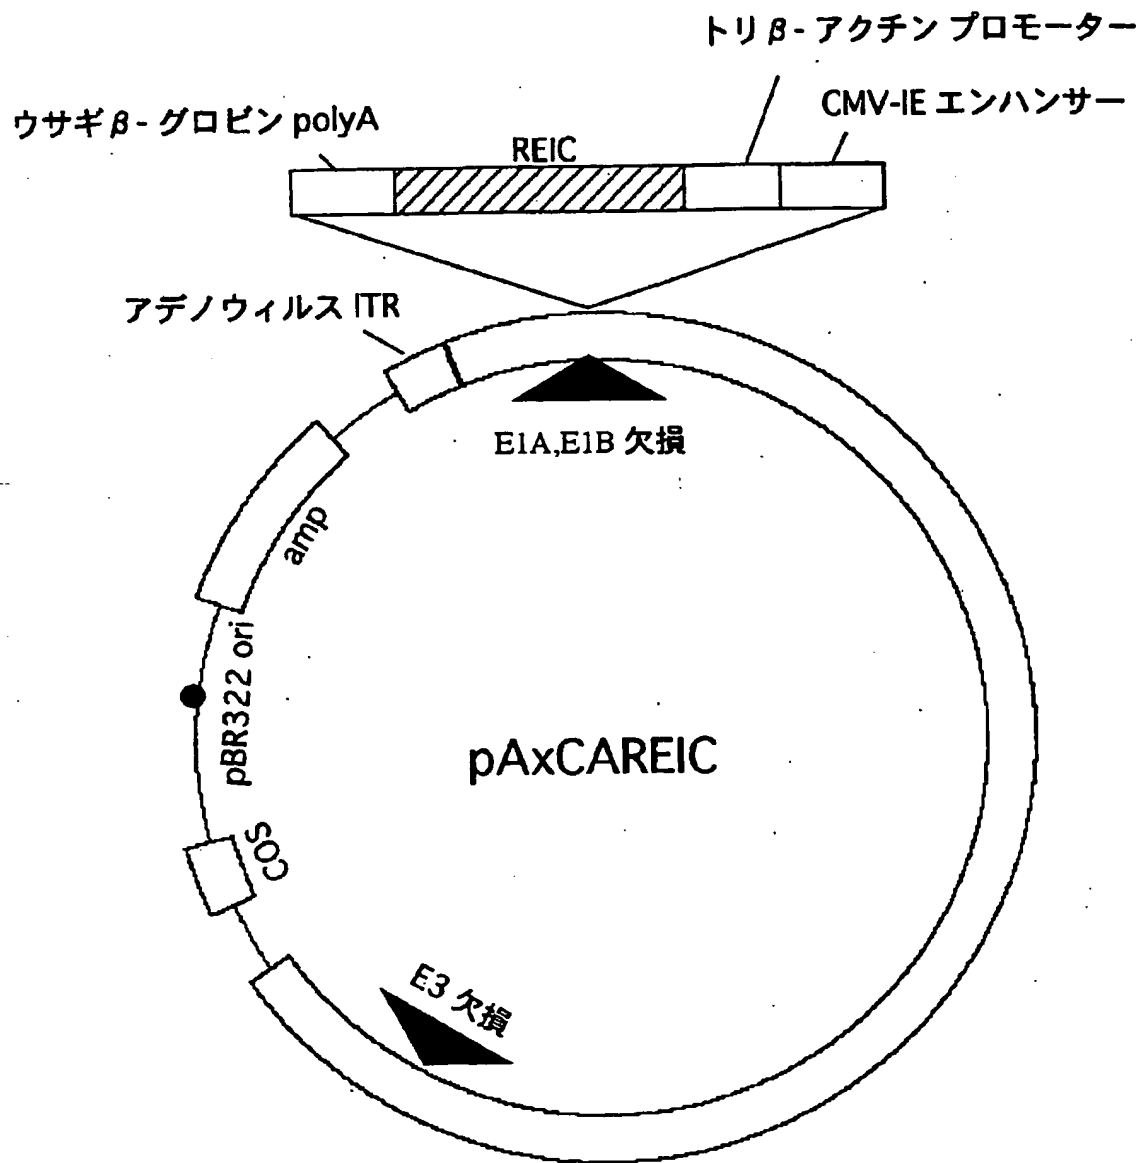 トリβ-アクチン プロモーター
CMV-IE エンハンサー
ウサギβ-グロビン polyA
REIC
アデノウィルス ITR
E1A,E1B 欠損
amp
pBR322 ori
pAxCAREIC
COS
E3 欠損